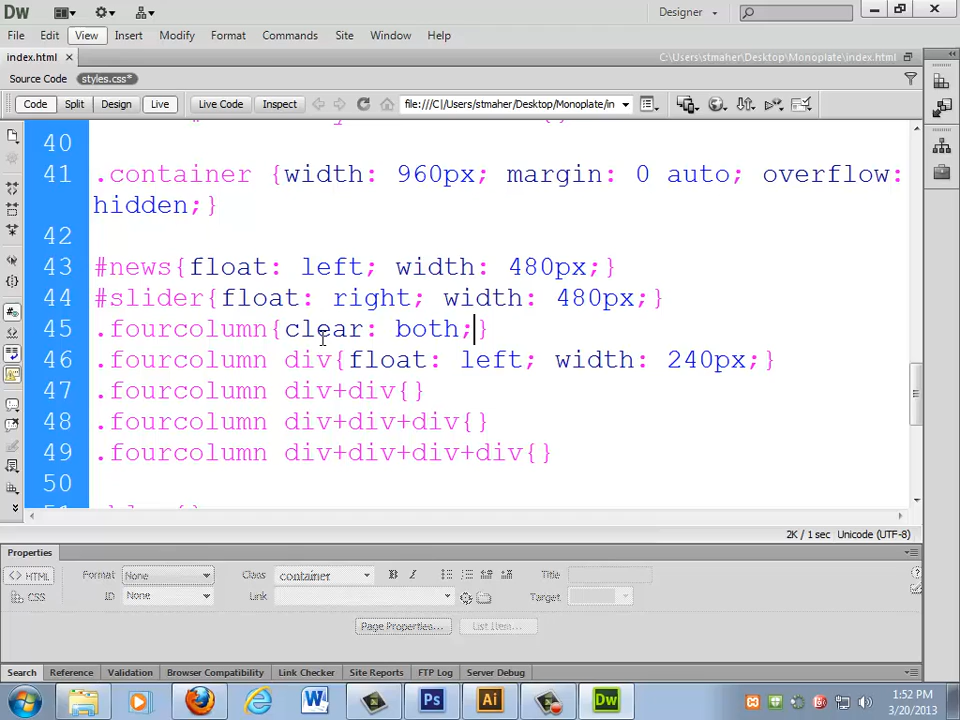 Dw
Designer
File Edit View Insert Modify Format Commands Site Window Help
index.html
C:\Users\stmaher\Desktop\Monoplate\index.html
Source Code styles.css*
Code Split Design Live Live Code Inspect file:///C|/Users/stmaher/Desktop/Monoplate/in
40
41 .container {width: 960px; margin: 0 auto; overflow:
hidden;}
42
43 #news{float: left; width: 480px;}
44 #slider{float: right; width: 480px;}
45 .fourcolumn{clear: both;}
46 .fourcolumn div{float: left; width: 240px;}
47 .fourcolumn div+div{}
48 .fourcolumn div+div+div{}
49 .fourcolumn div+div+div+div{}
50
2K / 1 sec Unicode (UTF-8)
Properties
<> HTML Format None Class container B I Title
CSS ID None Link Target
Page Properties... List Item...
Search Reference Validation Browser Compatibility Link Checker Site Reports FTP Log Server Debug
W Ps Ai Dw
1:52 PM
3/20/2013